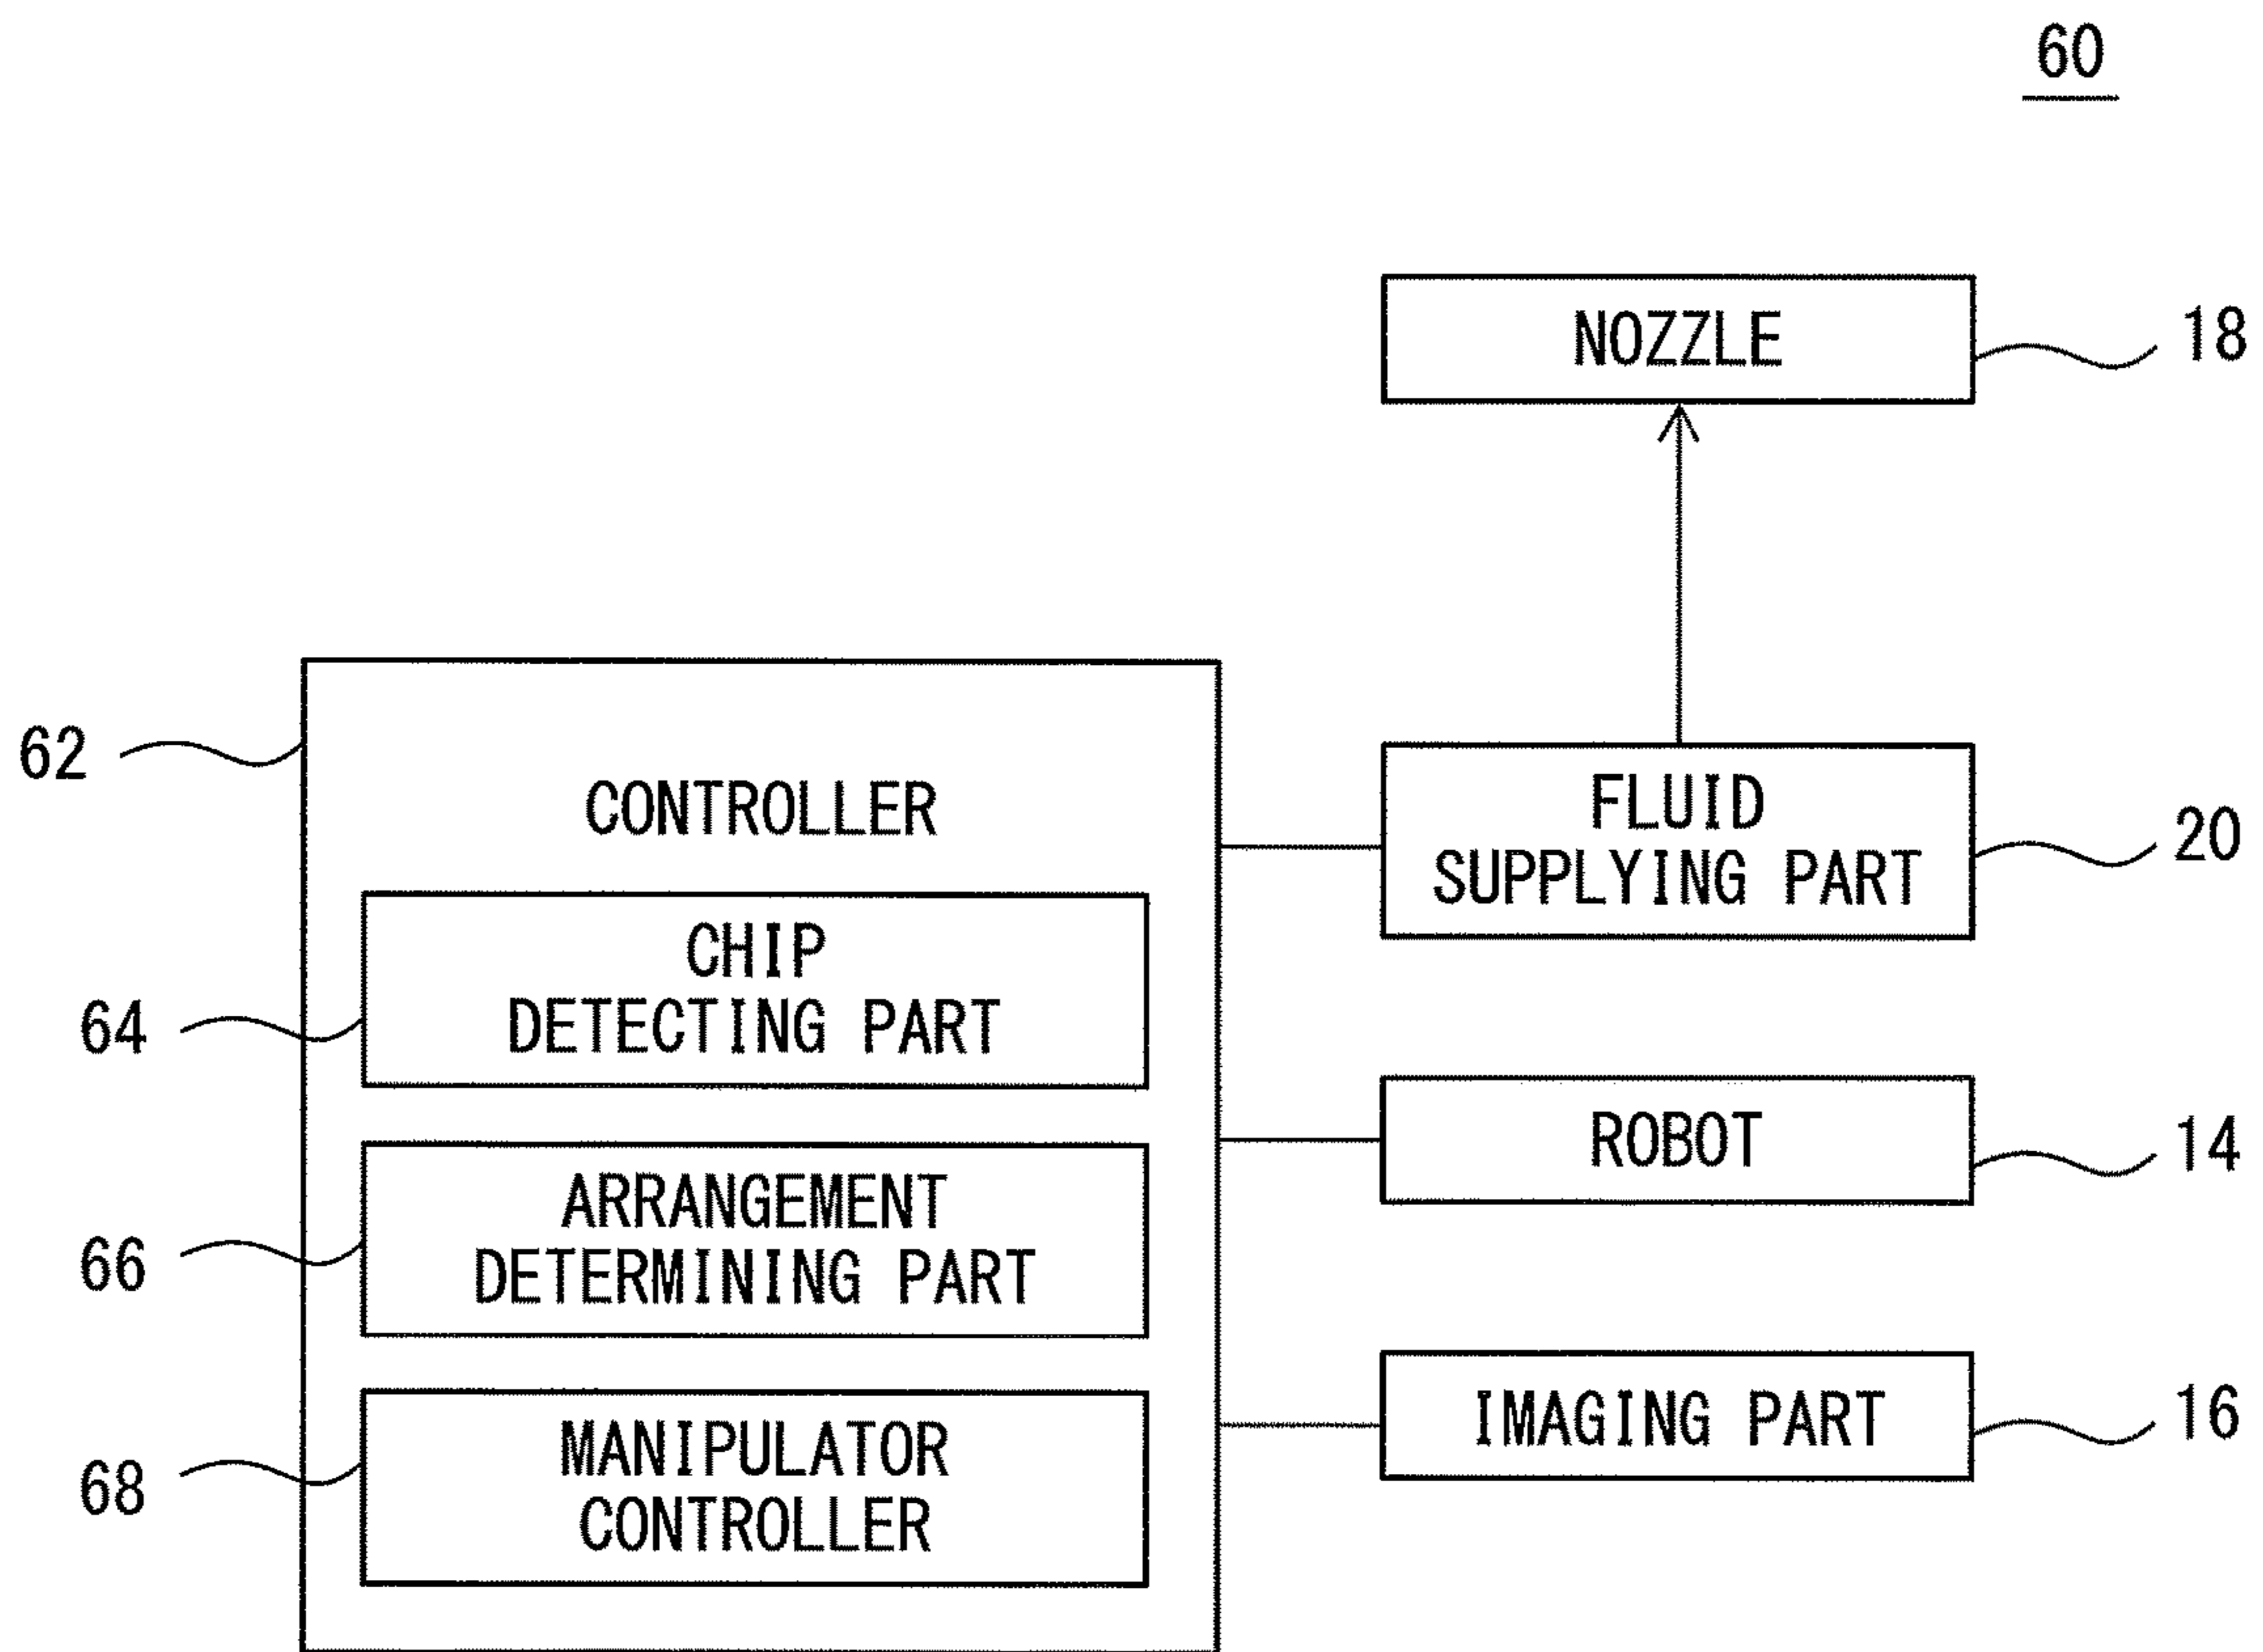 60
NOZZLE
18
62
CONTROLLER
FLUID
SUPPLYING PART
20
CHIP
DETECTING PART
64
ROBOT
14
ARRANGEMENT
DETERMINING PART
66
IMAGING PART
16
MANIPULATOR
CONTROLLER
68